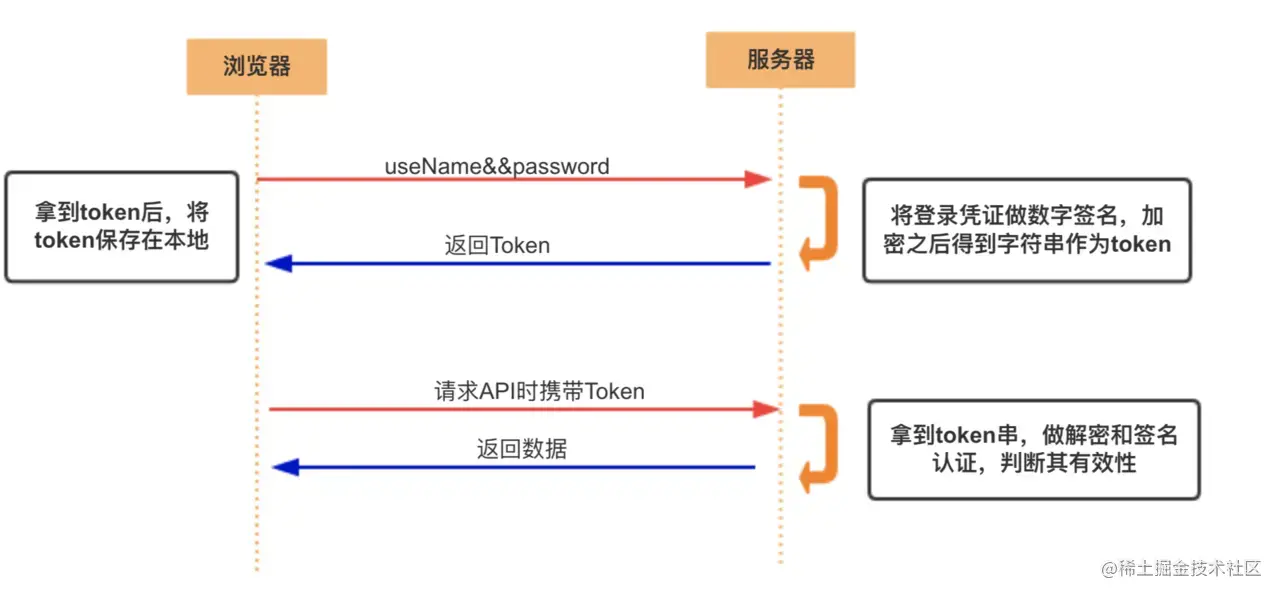 浏览器
服务器
useName&&password
拿到token后，将
token保存在本地
将登录凭证做数字签名，加
密之后得到字符串作为token
返回Token
请求API时携带Token
拿到token串，做解密和签名
认证，判断其有效性
返回数据
@稀土掘金技术社区